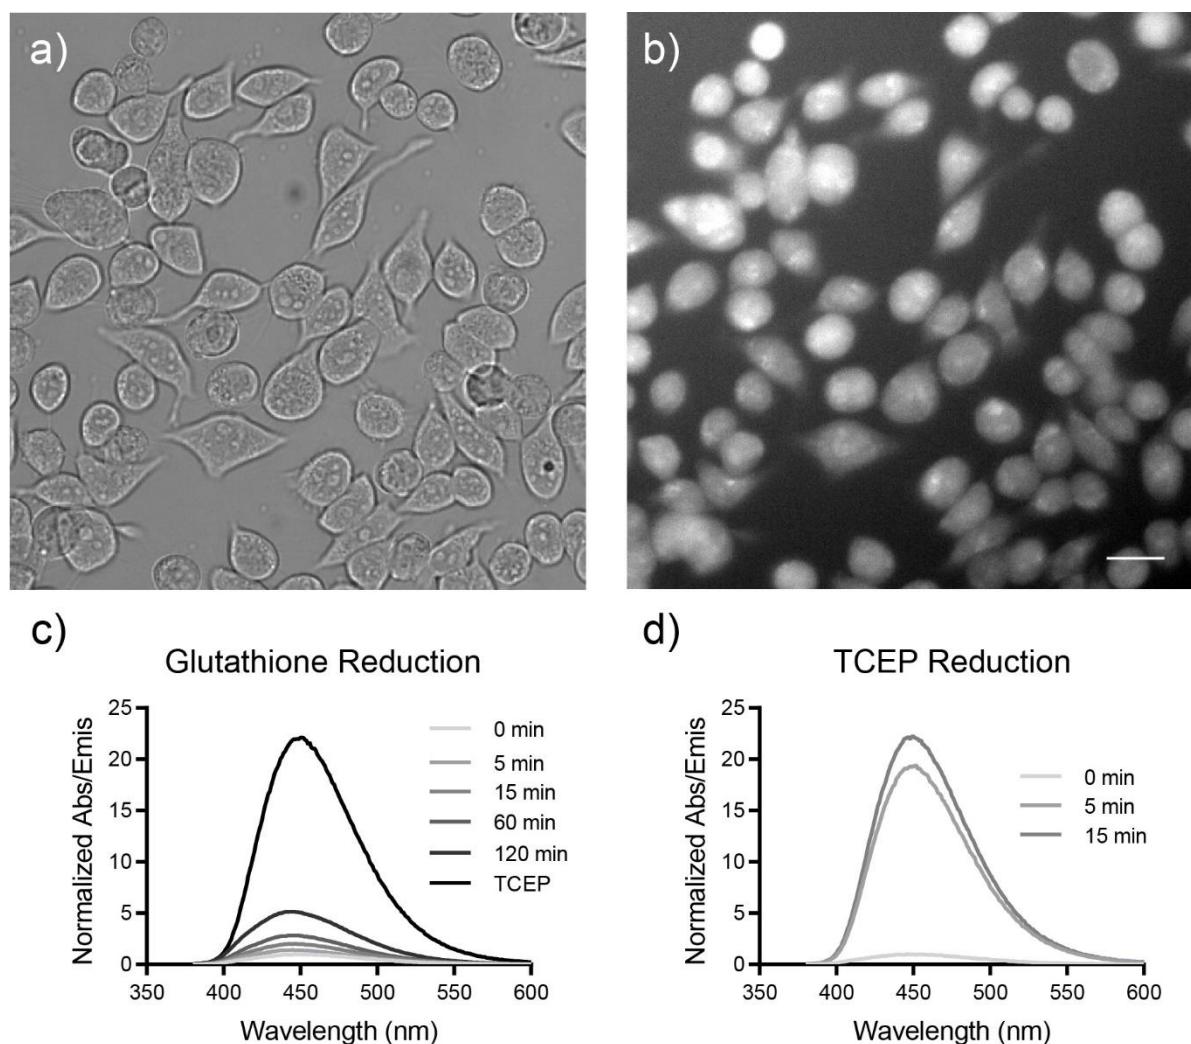 a)
b)
c)
Glutathione Reduction
Normalized Abs/Emis
25
20
15
10
5
0
350
400
450
500
550
600
Wavelength (nm)
0 min
5 min
15 min
60 min
120 min
TCEP
d)
TCEP Reduction
Normalized Abs/Emis
25
20
15
10
5
0
350
400
450
500
550
600
Wavelength (nm)
0 min
5 min
15 min